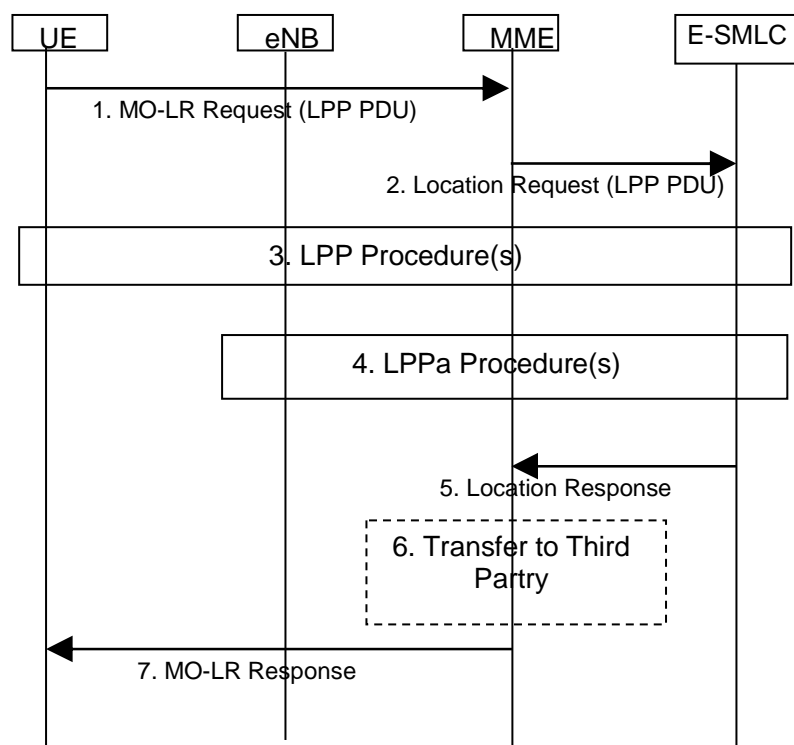 UE
eNB
MME
E-SMLC
1. MO-LR Request (LPP PDU)
2. Location Request (LPP PDU)
3. LPP Procedure(s)
4. LPPa Procedure(s)
5. Location Response
6. Transfer to Third
Partry
7. MO-LR Response